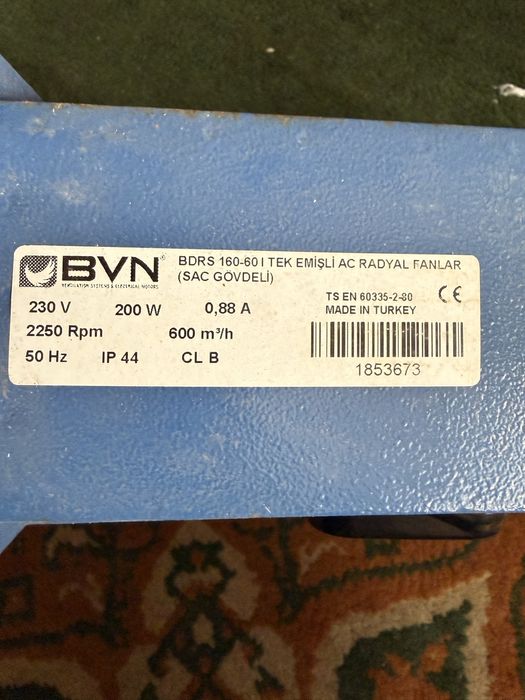 BVN
VENTILATION SYSTEMS & ELECTRICAL MOTORS
BDRS 160-60 I TEK EMİŞLİ AC RADYAL FANLAR
(SAC GÖVDELİ)
230 V 200 W 0,88 A
2250 Rpm 600 m³/h
50 Hz IP 44 CL B
TS EN 60335-2-80 CE
MADE IN TURKEY
1853673